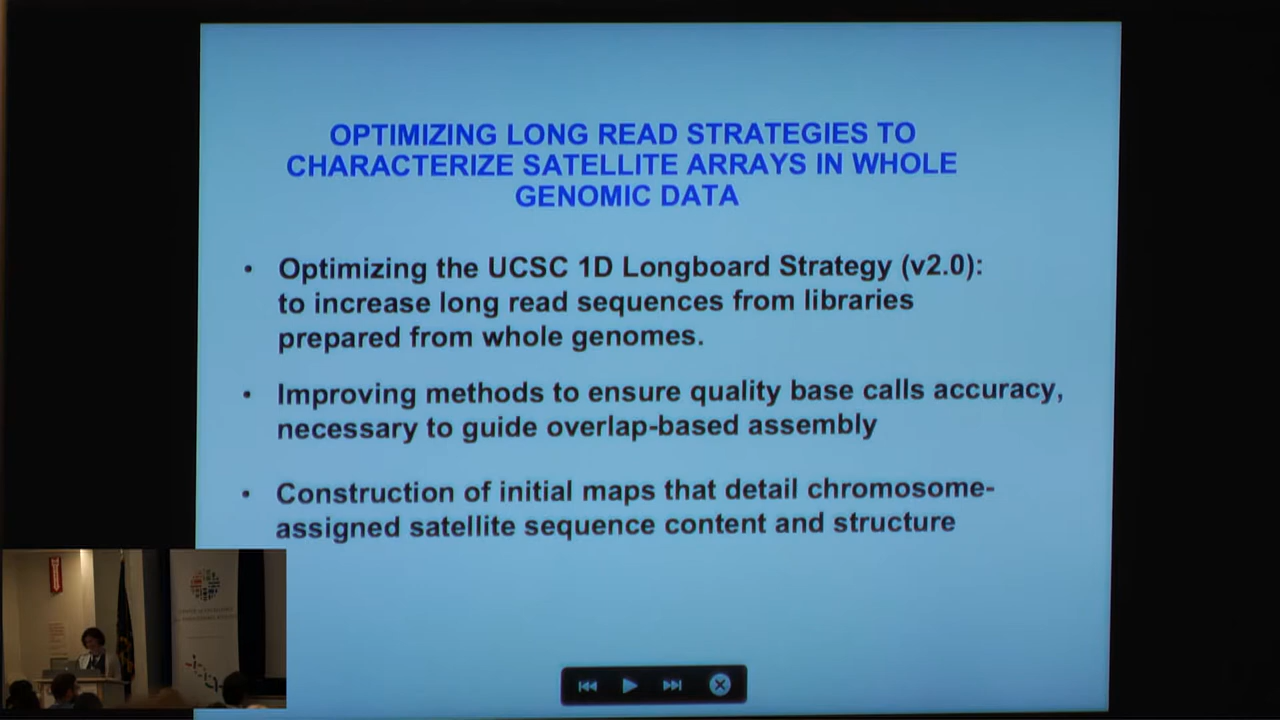 OPTIMIZING LONG READ STRATEGIES TO
CHARACTERIZE SATELLITE ARRAYS IN WHOLE
GENOMIC DATA
• Optimizing the UCSC 1D Longboard Strategy (v2.0):
to increase long read sequences from libraries
prepared from whole genomes.
• Improving methods to ensure quality base calls accuracy,
necessary to guide overlap-based assembly
• Construction of initial maps that detail chromosome-
assigned satellite sequence content and structure